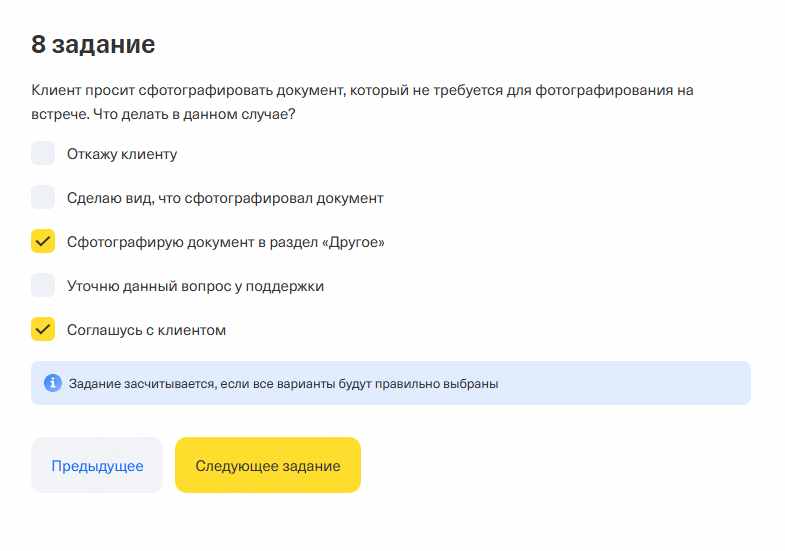 8 задание
Клиент просит сфотографировать документ, который не требуется для фотографирования на
встрече. Что делать в данном случае?
Откажу клиенту
Сделаю вид, что сфотографировал документ
Сфотографирую документ в раздел «Другое»
Уточню данный вопрос у поддержки
Соглашусь с клиентом
Задание засчитывается, если все варианты будут правильно выбраны
Предыдущее
Следующее задание